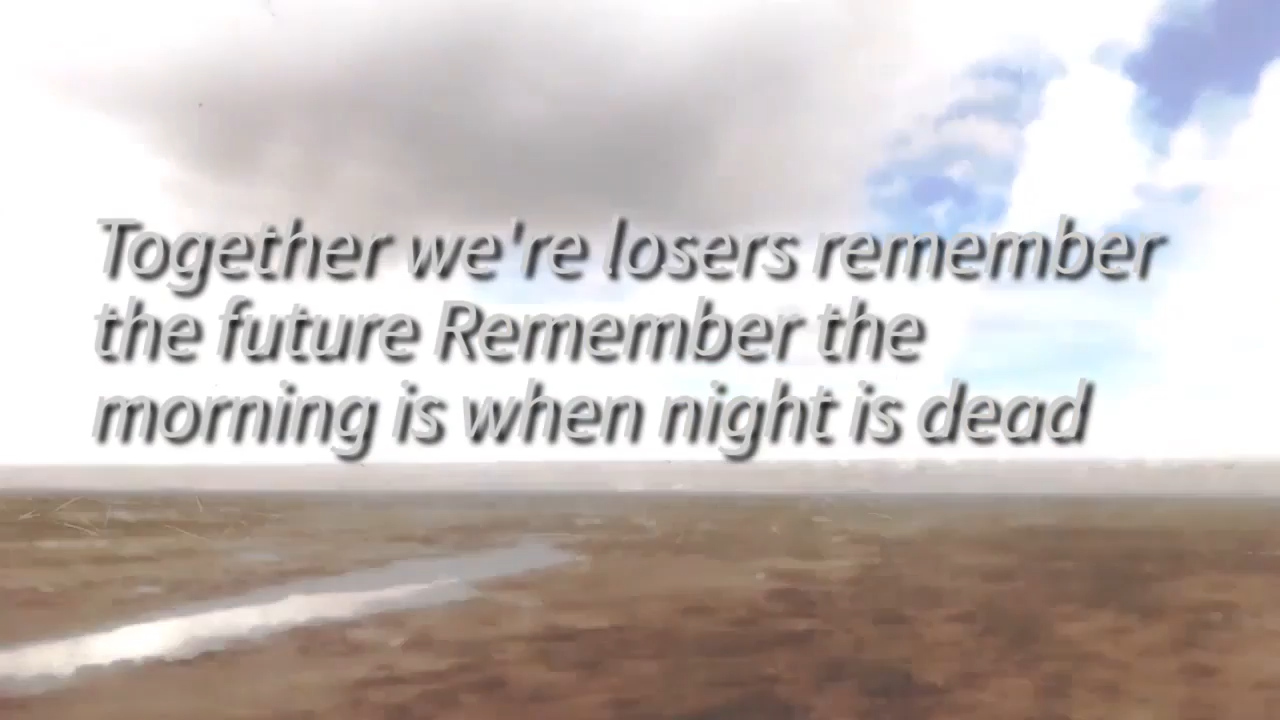 Together we're losers remember
the future Remember the
morning is when night is dead